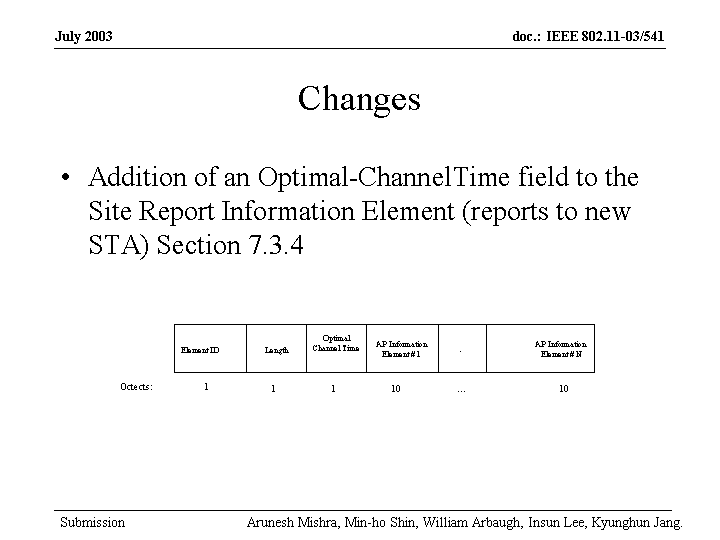 July 2003 doc.: IEEE 802.11-03/541
Changes
• Addition of an Optimal-Channel.Time field to the
Site Report Information Element (reports to new
STA) Section 7.3.4
Element ID Length Optimal Channel Time AP Information Element # 1 . AP Information Element # N
Octects: 1 1 1 10 … 10
Submission Arunesh Mishra, Min-ho Shin, William Arbaugh, Insun Lee, Kyunghun Jang.